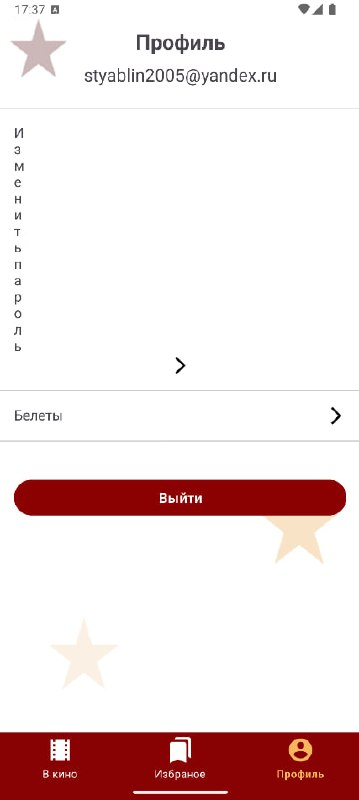 17:37 A
Профиль
styablin2005@yandex.ru
И
з
м
е
н
и
т
ь
п
а
р
о
л
ь
Белеты
Выйти
В кино
Избраное
Профиль